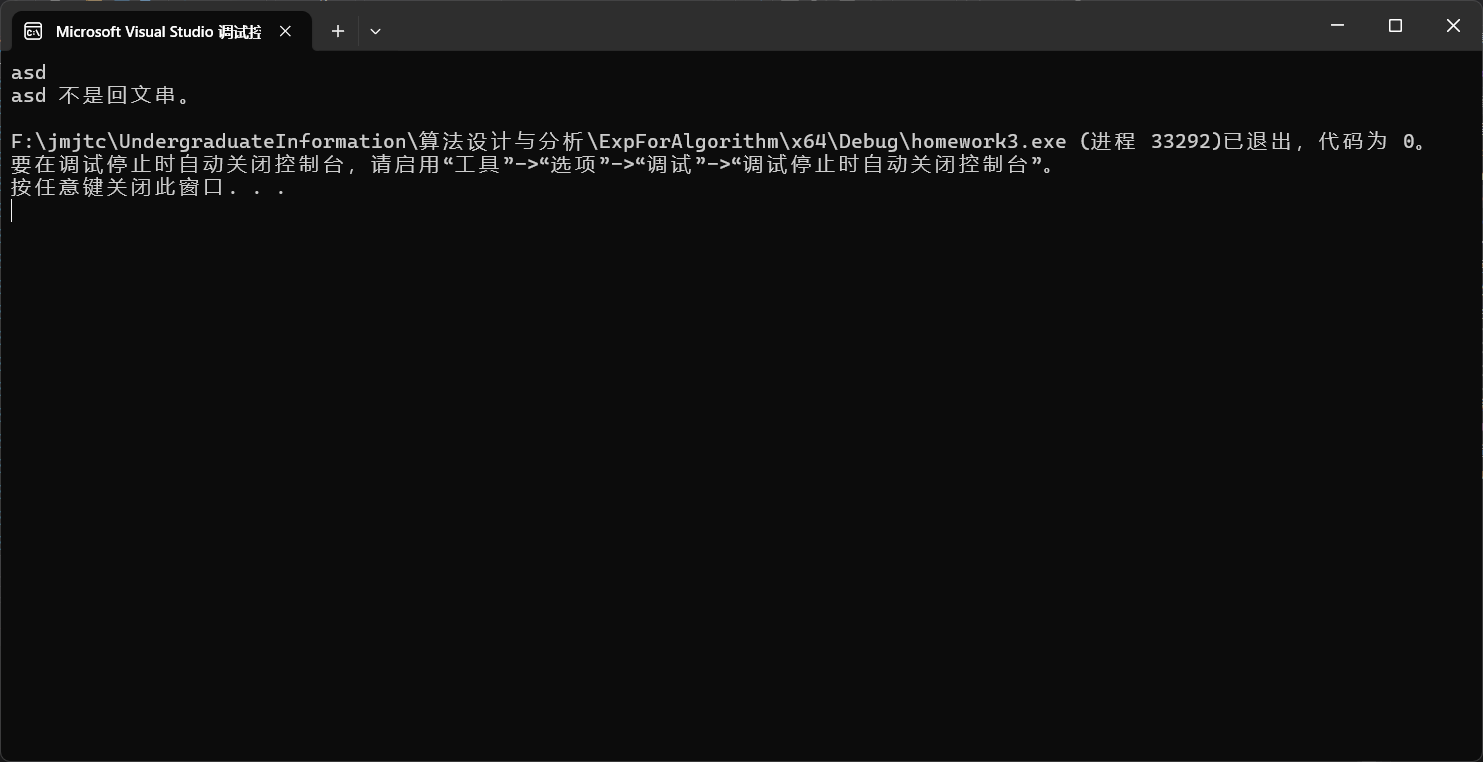 Microsoft Visual Studio 调试控
asd
asd 不是回文串。
F:\jmjtc\UndergraduateInformation\算法设计与分析\ExpForAlgorithm\x64\Debug\homework3.exe (进程 33292)已退出，代码为 0。
要在调试停止时自动关闭控制台，请启用“工具”->“选项”->“调试”->“调试停止时自动关闭控制台”。
按任意键关闭此窗口. . .